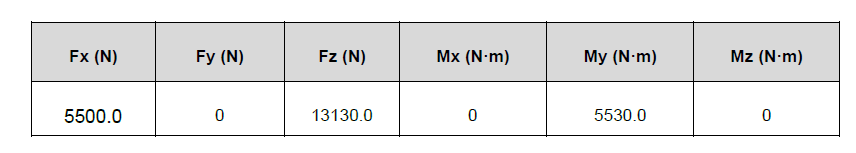 Fx (N) Fy (N) Fz (N) Mx (N·m) My (N·m) Mz (N·m)
5500.0 0 13130.0 0 5530.0 0